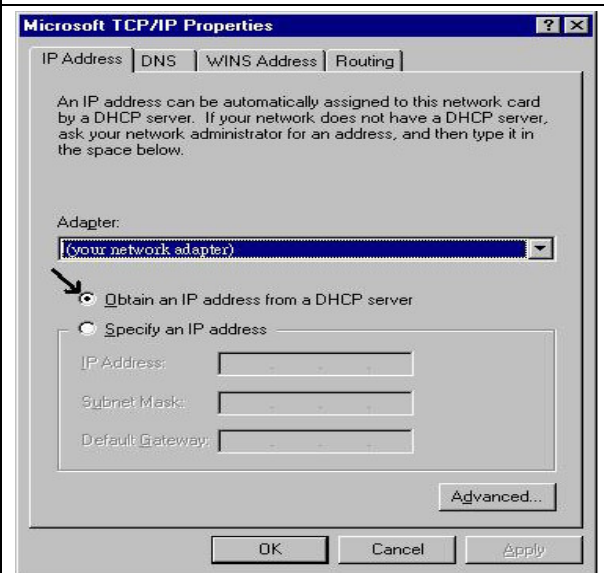 Microsoft TCP/IP Properties
IP Address DNS WINS Address Routing
An IP address can be automatically assigned to this network card
by a DHCP server. If your network does not have a DHCP server,
ask your network administrator for an address, and then type it in
the space below.
Adapter:
(your network adapter)
Obtain an IP address from a DHCP server
Specify an IP address
IP Address:
Subnet Mask:
Default Gateway:
Advanced...
OK Cancel Apply